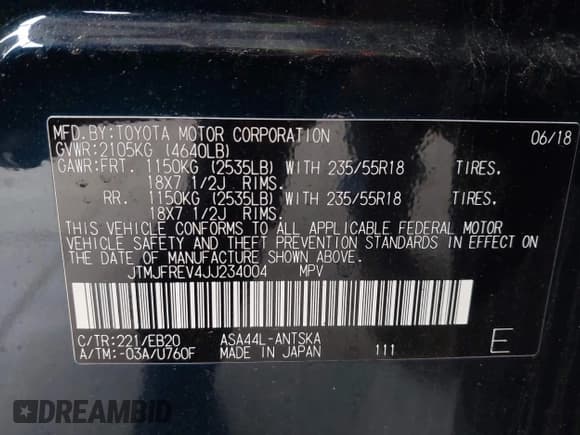 MFD.BY:TOYOTA MOTOR CORPORATION 06/18
GVWR:2105KG (4640LB)
GAWR:FRT. 1150KG (2535LB) WITH 235/55R18 TIRES.
18X7 1/2J RIMS.
RR. 1150KG (2535LB) WITH 235/55R18 TIRES.
18X7 1/2J RIMS.
THIS VEHICLE CONFORMS TO ALL APPLICABLE FEDERAL MOTOR
VEHICLE SAFETY AND THEFT PREVENTION STANDARDS IN EFFECT ON
THE DATE OF MANUFACTURE SHOWN ABOVE.
JTMJFREV4JJ234004 MPV
C/TR:221/EB20 ASA44L-ANTSKA
A/TM:-03A/U760F MADE IN JAPAN 111 E
DREAMBID